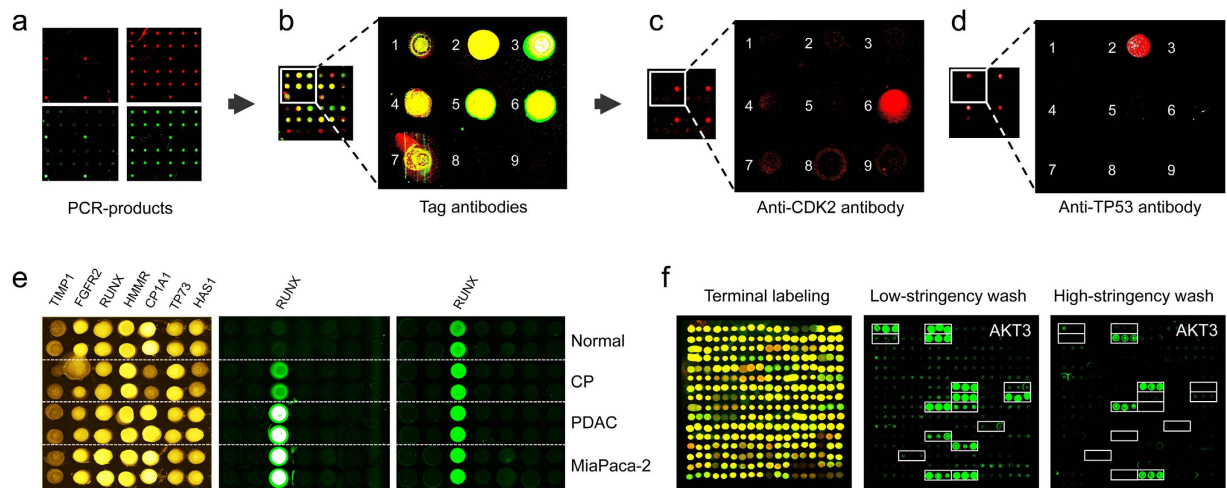 a
b
c
d
1 2 3
4 5 6
7 8 9
1 2 3
4 5 6
7 8 9
1 2 3
4 5 6
7 8 9
PCR-products
Tag antibodies
Anti-CDK2 antibody
Anti-TP53 antibody
e
TIMP1 FGFR2 RUNX HMMR CP1A1 TP73 HAS1
RUNX
RUNX
Normal
CP
PDAC
MiaPaca-2
f
Terminal labeling
Low-stringency wash
High-stringency wash
AKT3
AKT3